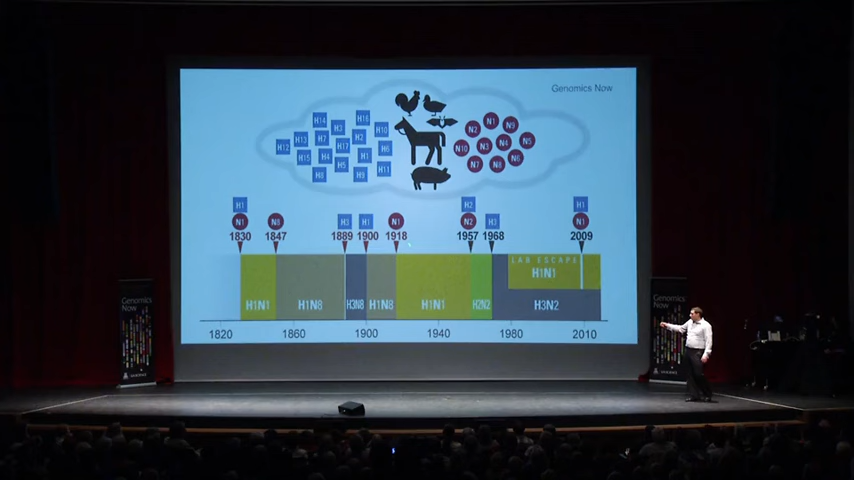 Genomics Now
H14
H16
H3
H10
H13
H7
H2
H12
H17
H6
H15
H4
H1
H5
H11
H8
H9
N1
N2
N9
N4
N5
N10
N3
N7
N8
N6
H1
N1
1830
N8
1847
H3
1889
H1
1900
N1
1918
H2
N2
1957
H3
1968
H1
N1
2009
LAB ESCAPE
H1N1
H1N1
H1N8
H3N8
H1N8
H1N1
H2N2
H3N2
1820
1860
1900
1940
1980
2010
Genomics
Now
Genomics
Now